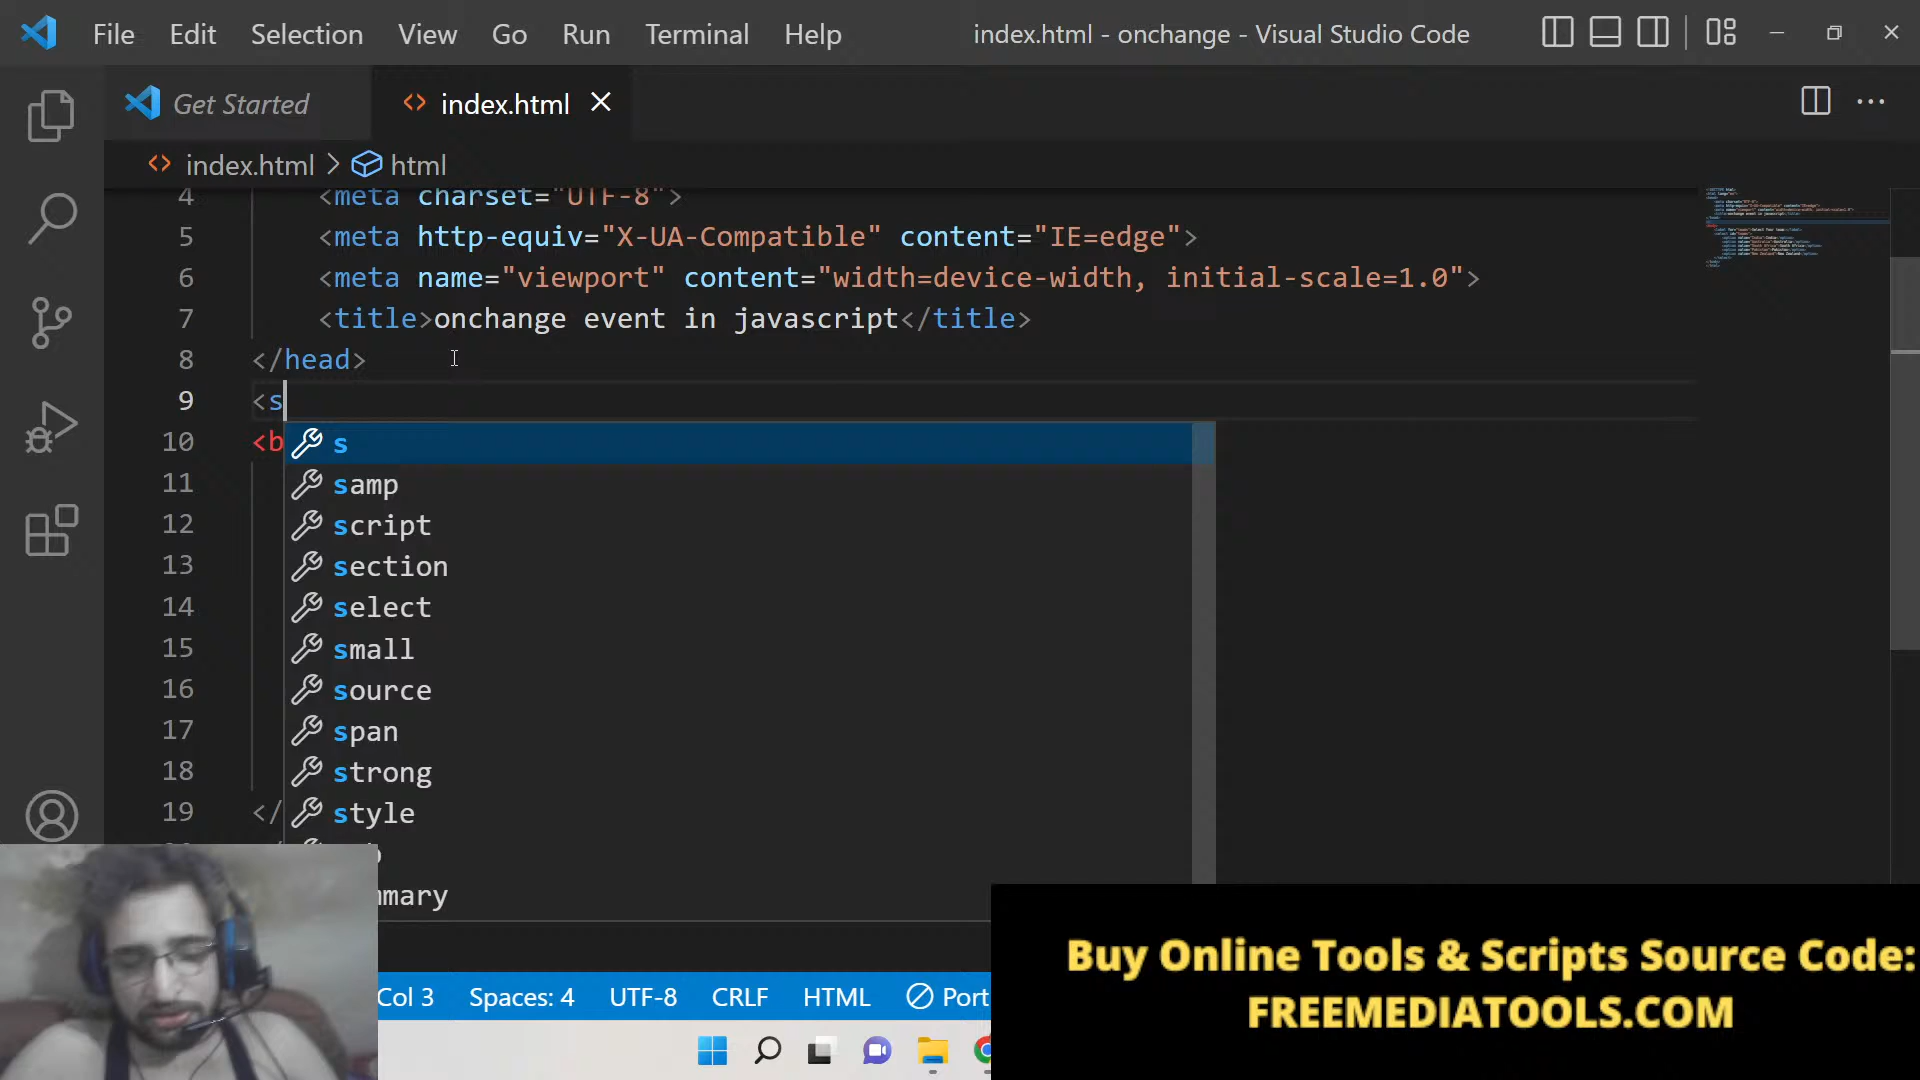 File Edit Selection View Go Run Terminal Help index.html - onchange - Visual Studio Code
Get Started index.html
index.html > html
4 <meta charset="UTF-8">
5 <meta http-equiv="X-UA-Compatible" content="IE=edge">
6 <meta name="viewport" content="width=device-width, initial-scale=1.0">
7 <title>onchange event in javascript</title>
8 </head>
9 <s
10 <b s
11 samp
12 script
13 section
14 select
15 small
16 source
17 span
18 strong
19 </ style
mmary
Col 3 Spaces: 4 UTF-8 CRLF HTML Port
Buy Online Tools & Scripts Source Code:
FREEMEDIATOOLS.COM